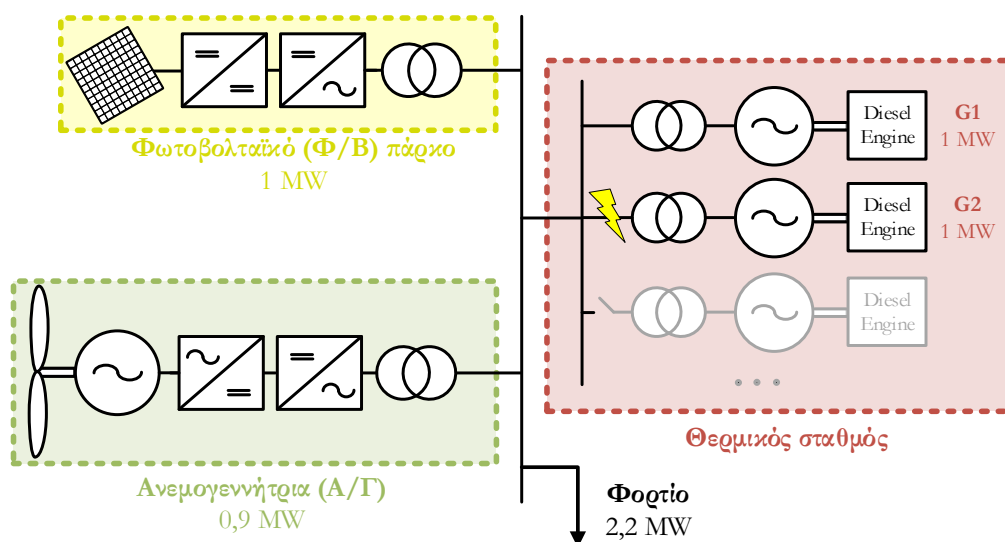 Φωτοβολταϊκό (Φ/Β) πάρκο
1 MW
Diesel
Engine
G1
1 MW
Diesel
Engine
G2
1 MW
Diesel
Engine
Θερμικός σταθμός
Ανεμογεννήτρια (Α/Γ)
0,9 MW
Φορτίο
2,2 MW